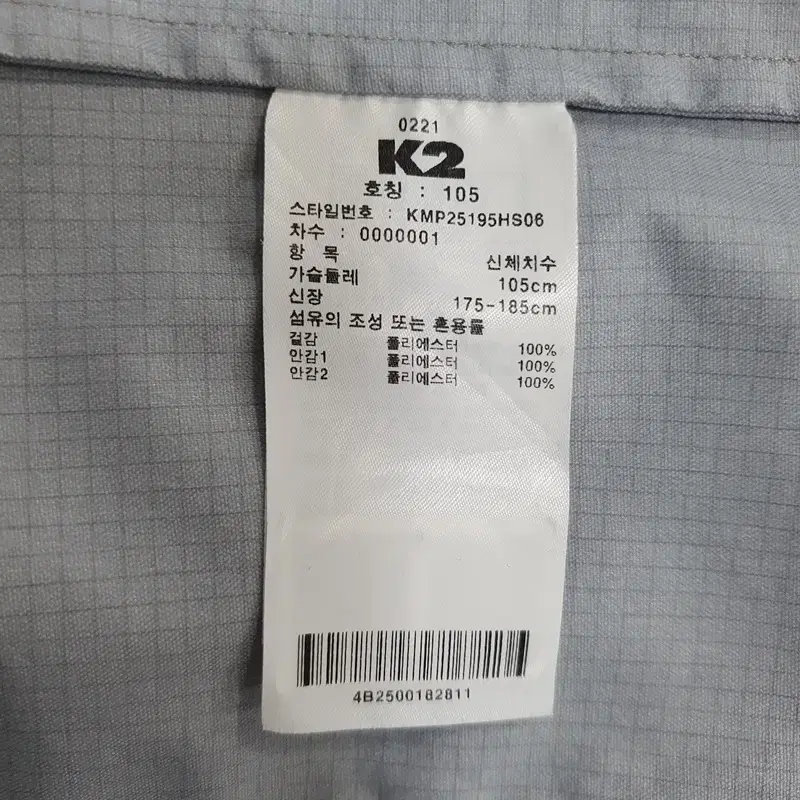 0221
K2
호칭 : 105
스타일번호 : KMP25195HS06
차수 : 0000001
항 목 신체치수
가슴둘레 105cm
신장 175-185cm
섬유의 조성 또는 혼용률
겉감 폴리에스터 100%
안감1 폴리에스터 100%
안감2 폴리에스터 100%
4B2500182811